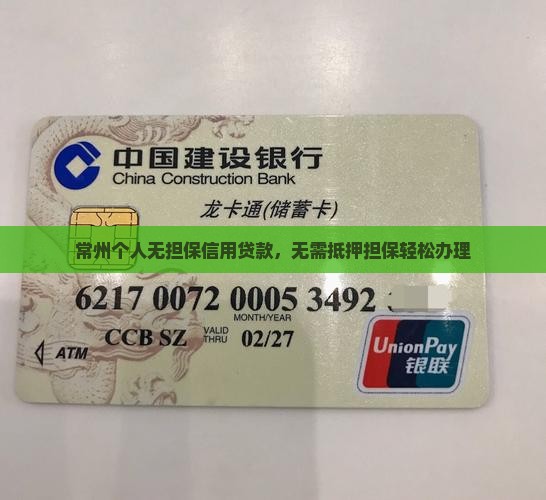 中国建设银行
China Construction Bank
龙卡通(储蓄卡)
常州个人无担保信用贷款，无需抵押担保轻松办理
6217 0072 0005 3492
MONTH/YEAR
CCB SZ VALID THRU 02/27
ATM
UnionPay
银联